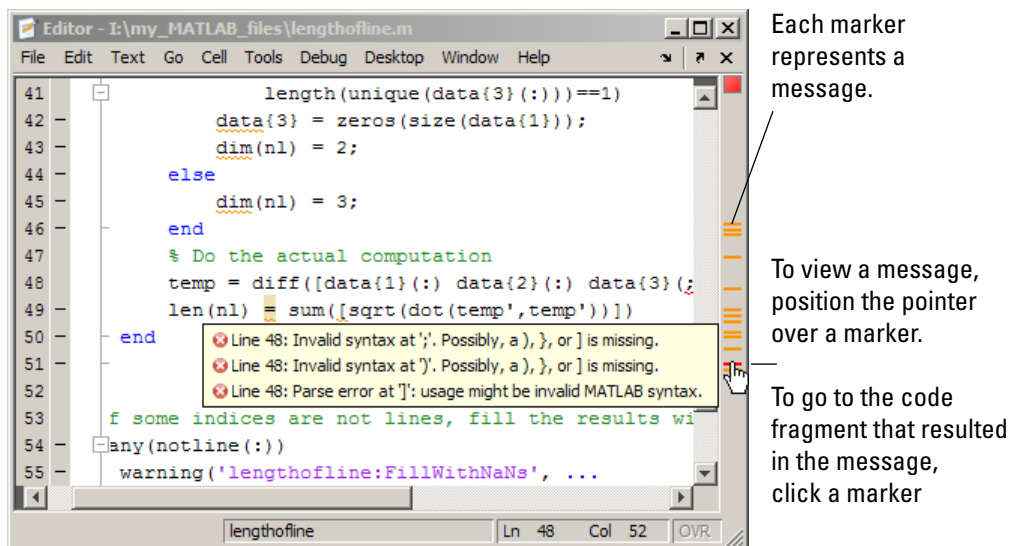 Editor - I:\my_MATLAB_files\lengthofline.m
File Edit Text Go Cell Tools Debug Desktop Window Help
41 length(unique(data{3}(:)))==1)
42 – data{3} = zeros(size(data{1}));
43 – dim(nl) = 2;
44 – else
45 – dim(nl) = 3;
46 – end
47 % Do the actual computation
48 temp = diff([data{1}(:) data{2}(:) data{3}(;
49 – len(nl) = sum([sqrt(dot(temp',temp'))])
50 – end
Line 48: Invalid syntax at ';'. Possibly, a ), }, or ] is missing.
51 –
Line 48: Invalid syntax at ')'. Possibly, a ), }, or ] is missing.
52
Line 48: Parse error at ']': usage might be invalid MATLAB syntax.
53 f some indices are not lines, fill the results wi
54 – any(notline(:))
55 – warning('lengthofline:FillWithNaNs', ...
lengthofline Ln 48 Col 52 OVR
Each marker
represents a
message.
To view a message,
position the pointer
over a marker.
To go to the code
fragment that resulted
in the message,
click a marker